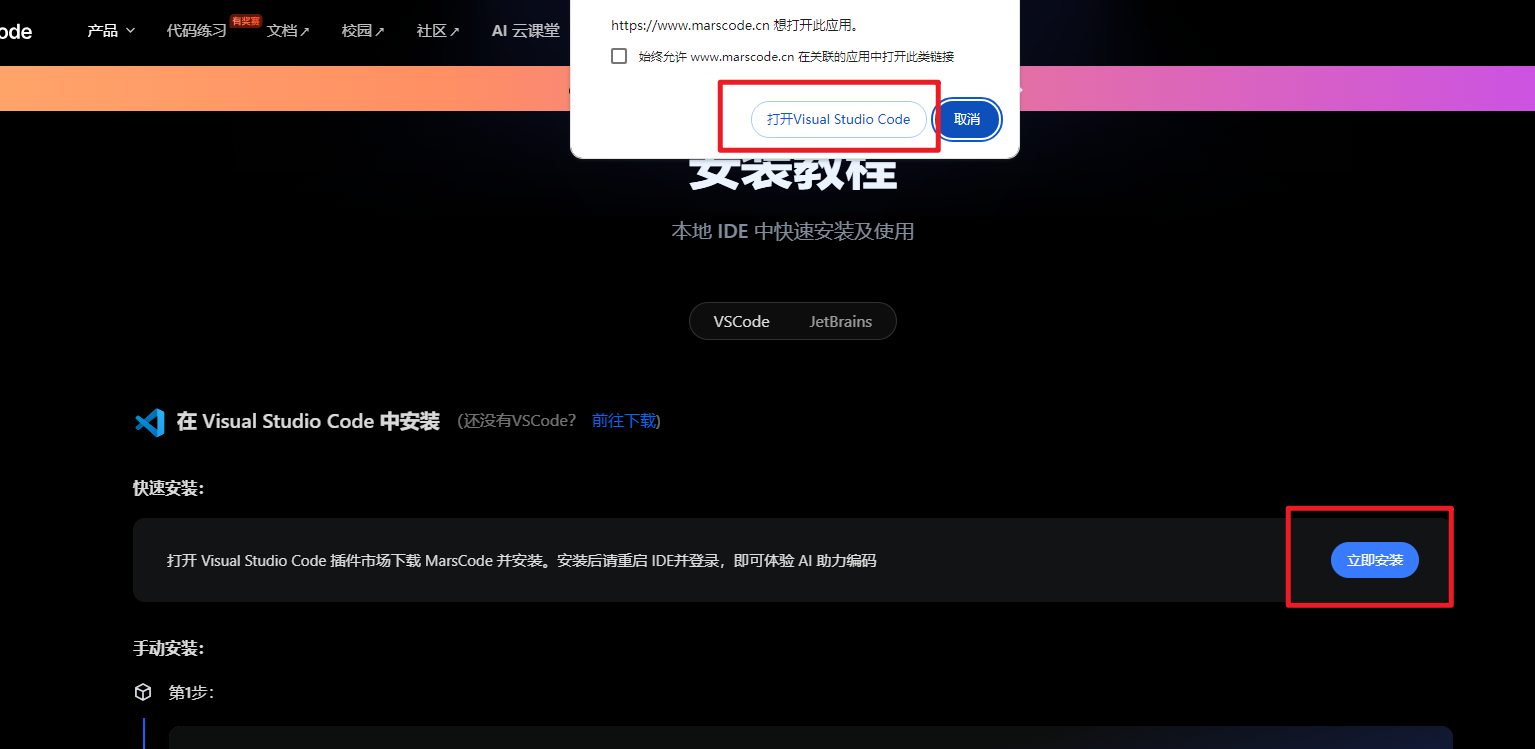 ode
产品
代码练习
有奖赛
文档↗
校园↗
社区↗
AI 云课堂
https://www.marscode.cn 想打开此应用。
始终允许 www.marscode.cn 在关联的应用中打开此类链接
打开Visual Studio Code
取消
安装教程
本地 IDE 中快速安装及使用
VSCode
JetBrains
在 Visual Studio Code 中安装 (还没有VSCode? 前往下载)
快速安装：
打开 Visual Studio Code 插件市场下载 MarsCode 并安装。安装后请重启 IDE并登录，即可体验 AI 助力编码
立即安装
手动安装：
第1步：